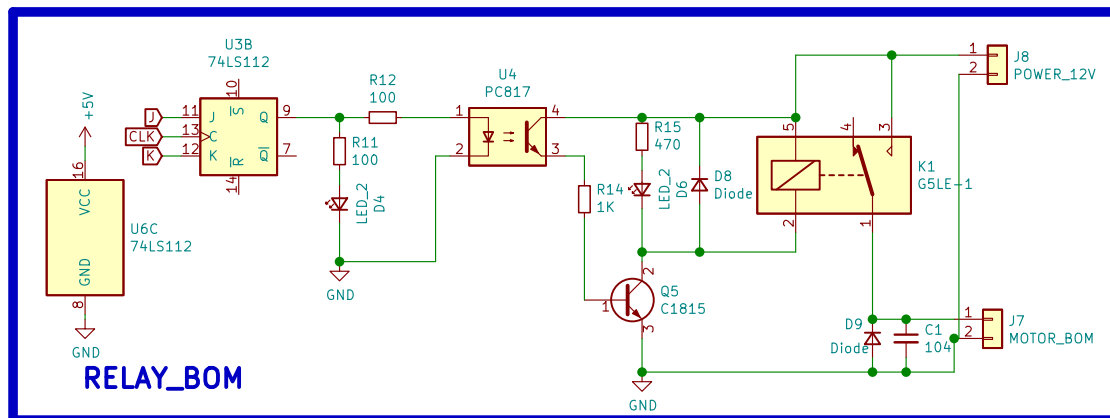 U3B
74LS112
+5V
16
VCC
GND
8
GND
U6C
74LS112
J
CLK
K
11
13
12
10
S
J
C
K
Q
Q
R
14
9
7
R12
100
R11
100
LED_2
D4
GND
U4
PC817
1
2
4
3
R15
470
LED_2
D6
D8
Diode
R14
1K
Q5
C1815
1
2
3
GND
5
4
3
2
1
K1
G5LE-1
1
2
J8
POWER_12V
D9
Diode
C1
104
1
2
J7
MOTOR_BOM
RELAY_BOM